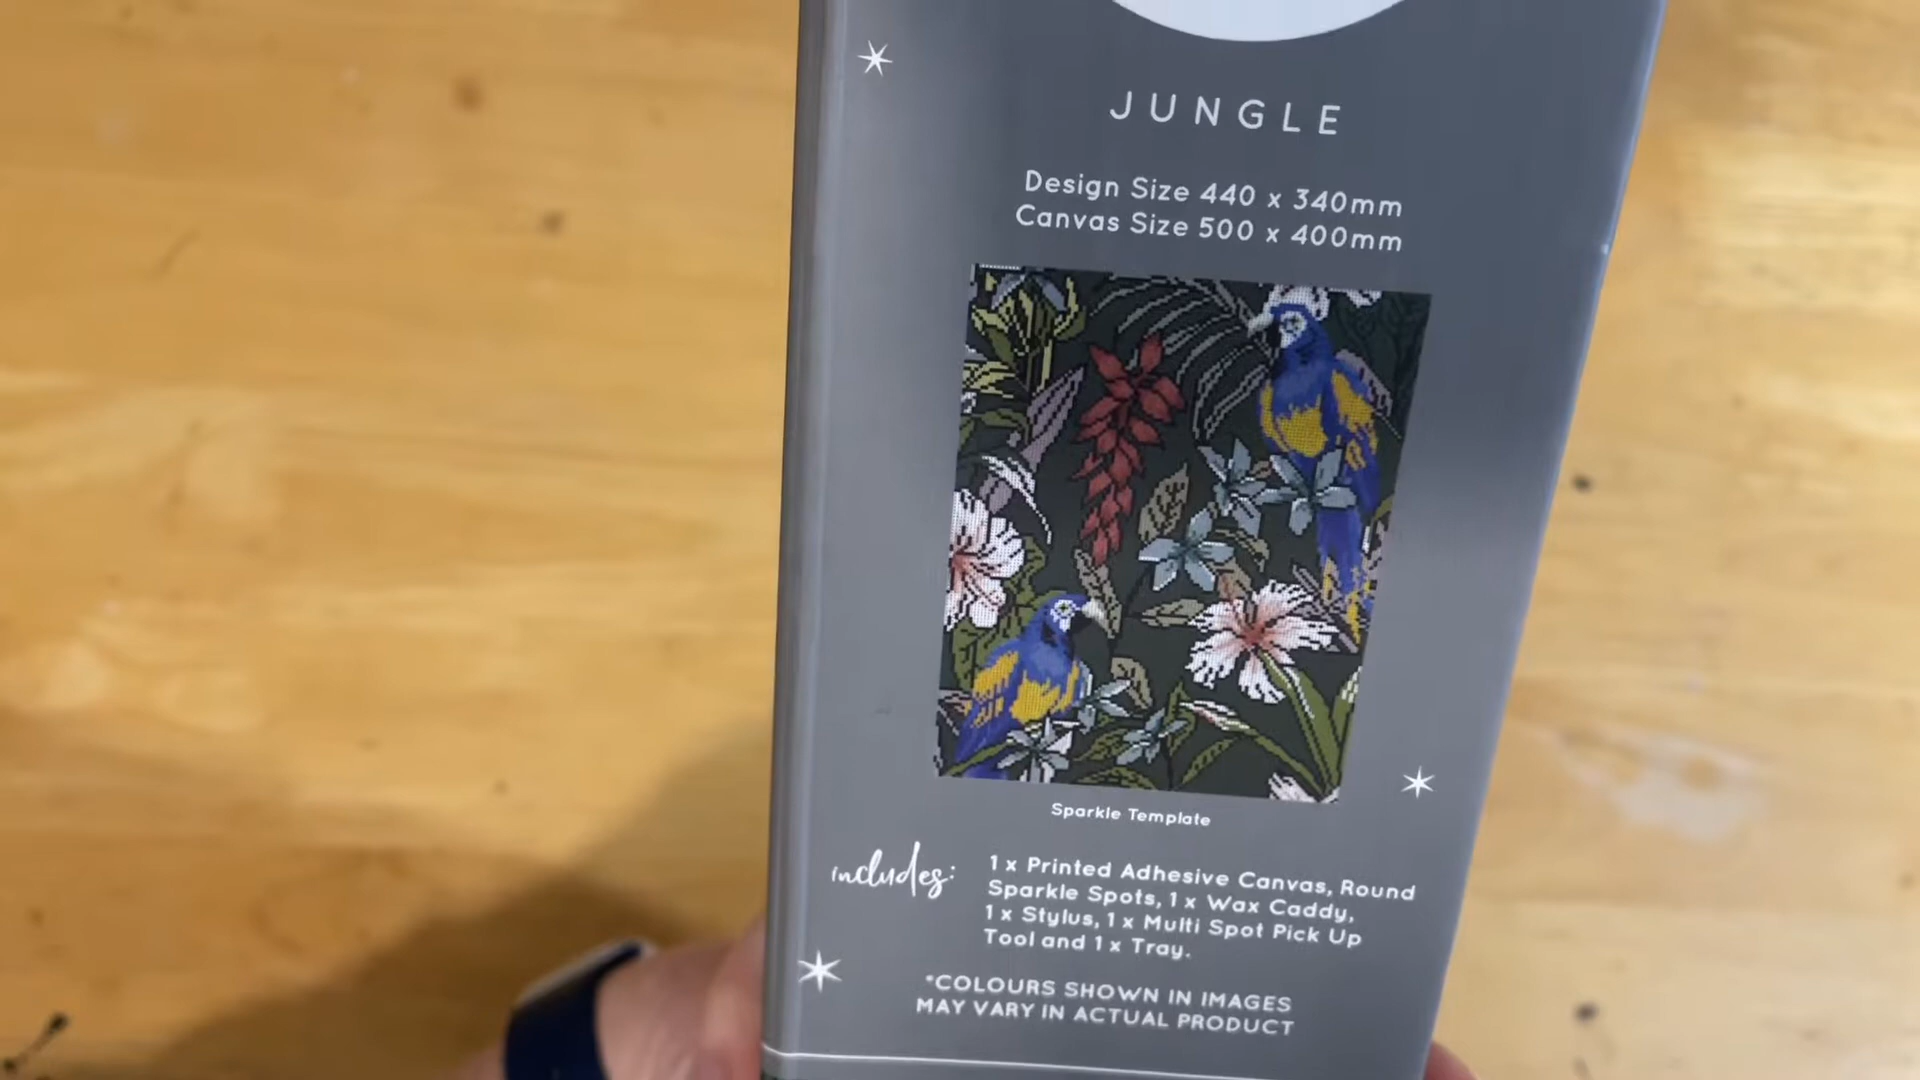 JUNGLE
Design Size 440 x 340mm
Canvas Size 500 x 400mm
Sparkle Template
includes:
1 x Printed Adhesive Canvas, Round
Sparkle Spots, 1 x Wax Caddy,
1 x Stylus, 1 x Multi Spot Pick Up
Tool and 1 x Tray.
*COLOURS SHOWN IN IMAGES
MAY VARY IN ACTUAL PRODUCT